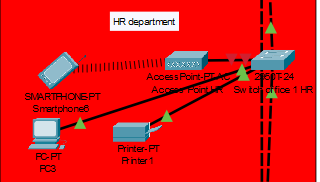 HR department
SMARTPHONE-PT
Smartphone6
Access Point-PT-AC
Access Point HR
2950T-24
Switch office 1 HR
PC-PT
PC3
Printer-PT
Printer1